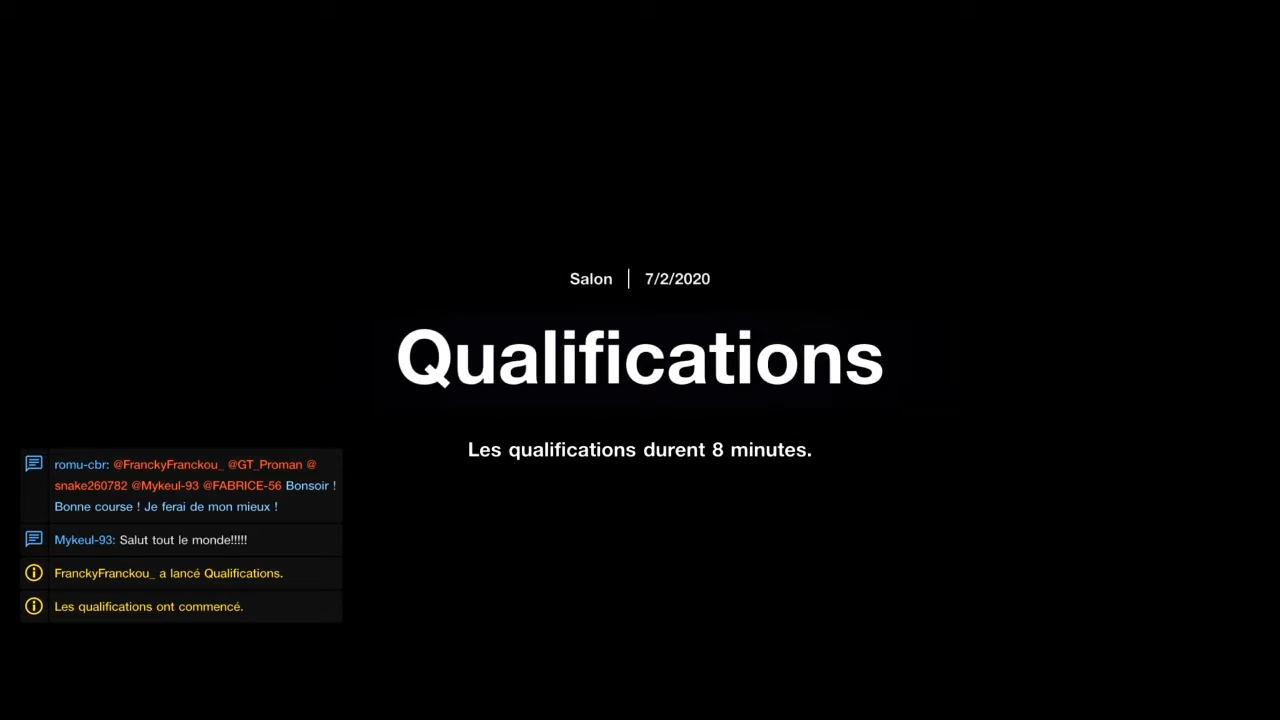 Salon | 7/2/2020
Qualifications
Les qualifications durent 8 minutes.
romu-cbr: @FranckyFranckou_ @GT_Proman @
snake260782 @Mykeul-93 @FABRICE-56 Bonsoir !
Bonne course ! Je ferai de mon mieux !
Mykeul-93: Salut tout le monde!!!!!
FranckyFranckou_ a lancé Qualifications.
Les qualifications ont commencé.